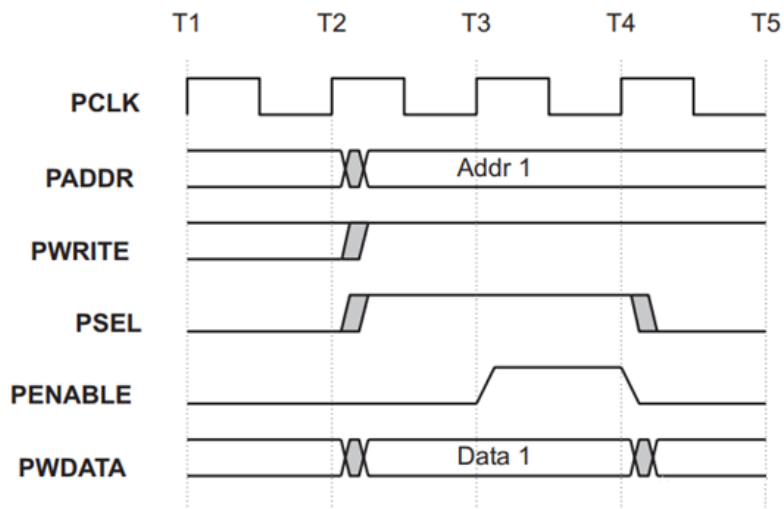 T1 T2 T3 T4 T5
PCLK
PADDR Addr 1
PWRITE
PSEL
PENABLE
PWDATA Data 1